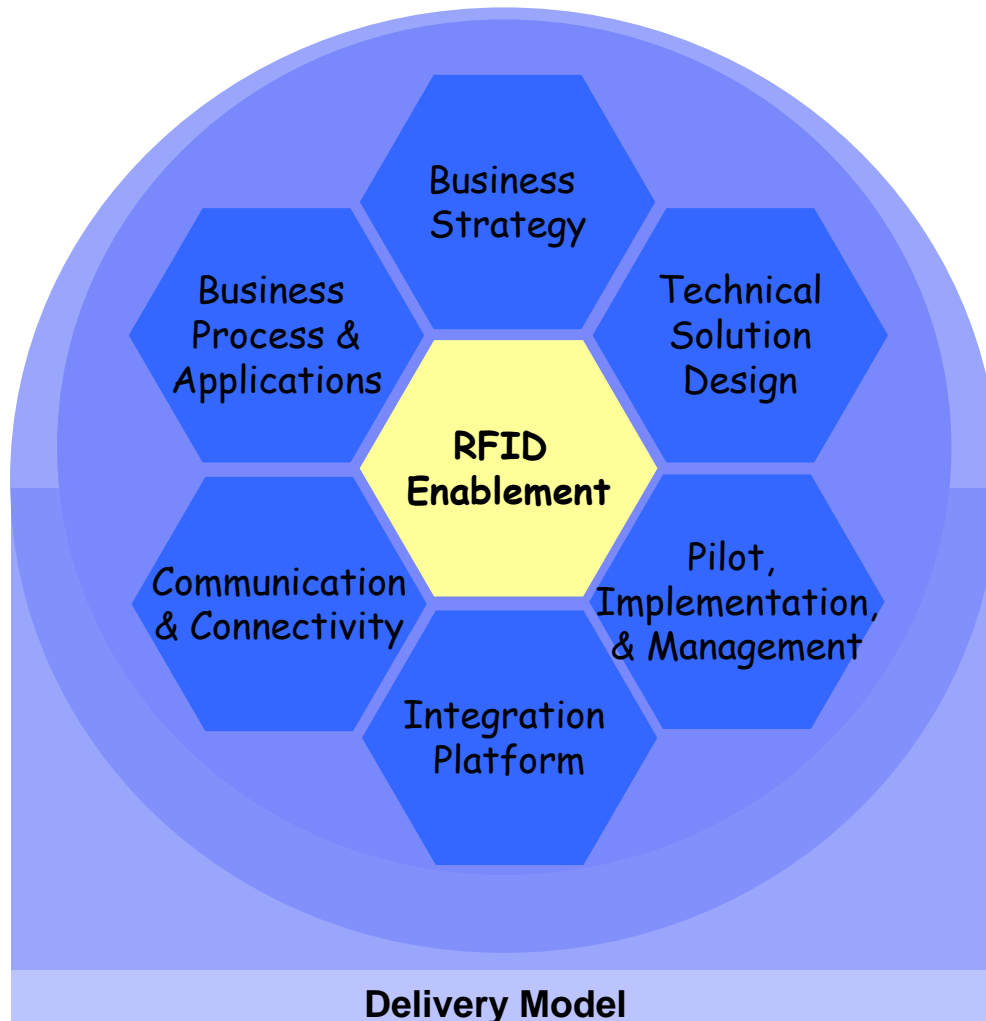 Business
Strategy
Business
Process &
Applications
Technical
Solution
Design
RFID
Enablement
Communication
& Connectivity
Pilot,
Implementation,
& Management
Integration
Platform
Delivery Model